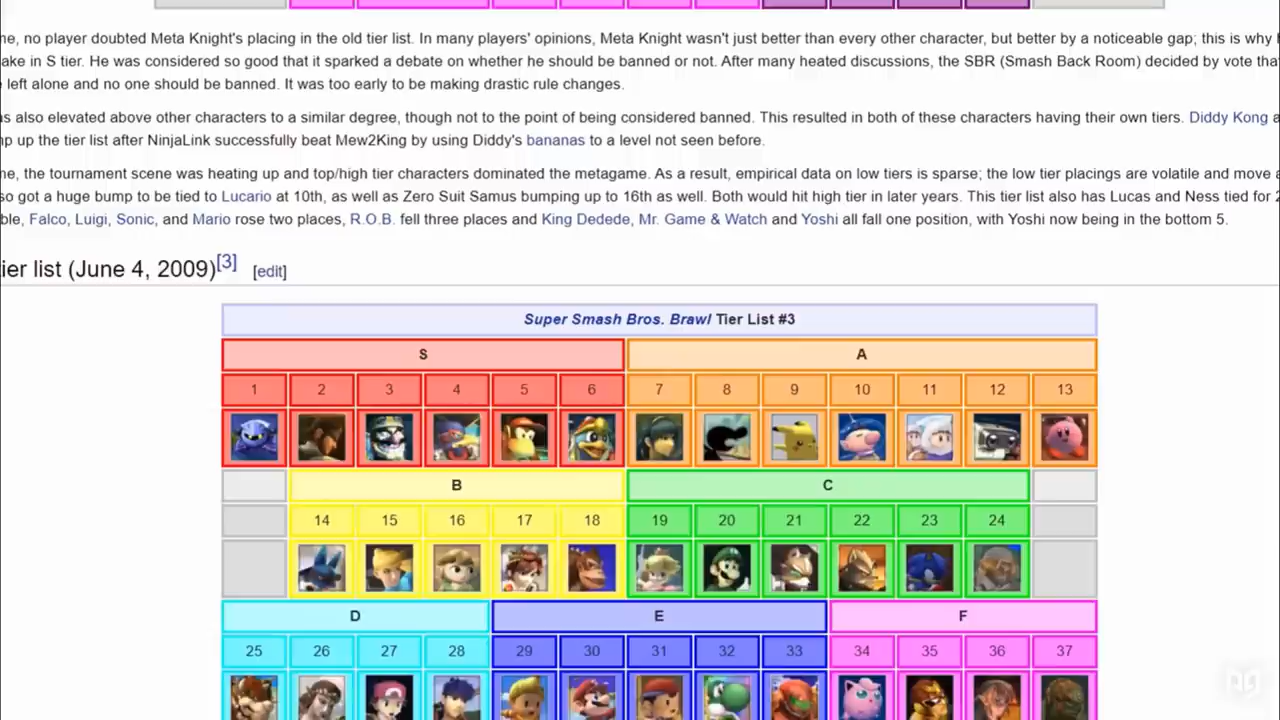 ne, no player doubted Meta Knight's placing in the old tier list. In many players' opinions, Meta Knight wasn't just better than every other character, but better by a noticeable gap; this is why
ake in S tier. He was considered so good that it sparked a debate on whether he should be banned or not. After many heated discussions, the SBR (Smash Back Room) decided by vote tha
left alone and no one should be banned. It was too early to be making drastic rule changes.
s also elevated above other characters to a similar degree, though not to the point of being considered banned. This resulted in both of these characters having their own tiers. Diddy Kong a
np up the tier list after NinjaLink successfully beat Mew2King by using Diddy's bananas to a level not seen before.
ne, the tournament scene was heating up and top/high tier characters dominated the metagame. As a result, empirical data on low tiers is sparse; the low tier placings are volatile and move a
so got a huge bump to be tied to Lucario at 10th, as well as Zero Suit Samus bumping up to 16th as well. Both would hit high tier in later years. This tier list also has Lucas and Ness tied for 2
ble, Falco, Luigi, Sonic, and Mario rose two places, R.O.B. fell three places and King Dedede, Mr. Game & Watch and Yoshi all fall one position, with Yoshi now being in the bottom 5.
ier list (June 4, 2009)[3] [edit]
Super Smash Bros. Brawl Tier List #3
S A
1 2 3 4 5 6 7 8 9 10 11 12 13
B C
14 15 16 17 18 19 20 21 22 23 24
D E F
25 26 27 28 29 30 31 32 33 34 35 36 37